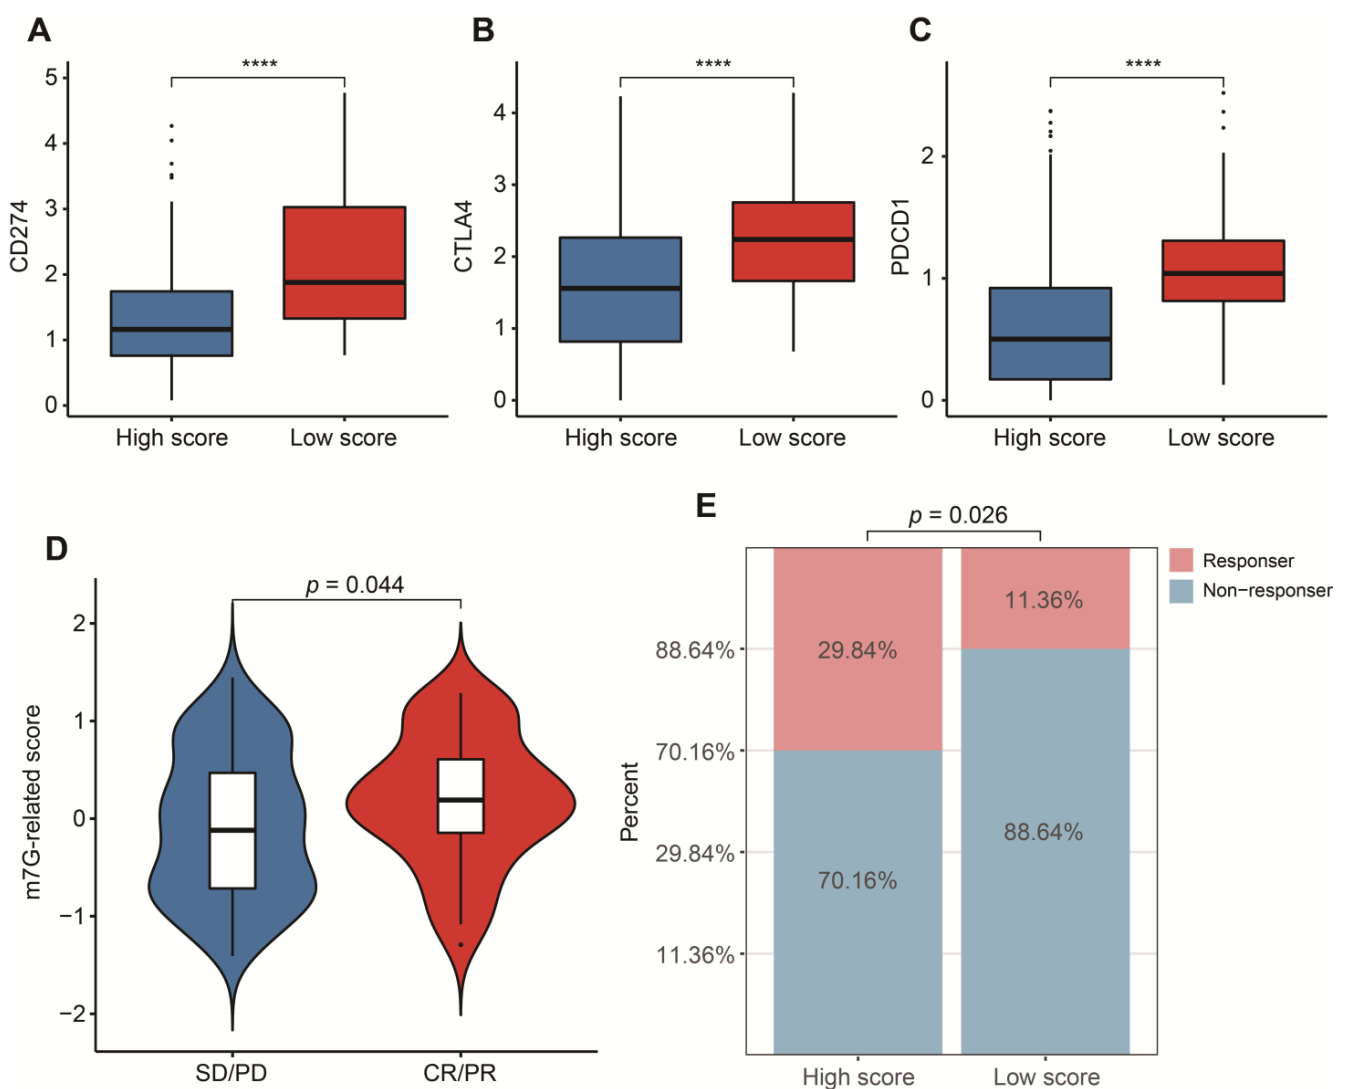 A
B
C
****
****
****
CD274
5
4
3
2
1
0
High score
Low score
CTLA4
4
3
2
1
0
High score
Low score
PDCD1
2
1
0
High score
Low score
D
p = 0.044
m7G-related score
2
1
0
−1
−2
SD/PD
CR/PR
E
p = 0.026
Responser
Non−responser
Percent
88.64%
70.16%
29.84%
11.36%
29.84%
11.36%
70.16%
88.64%
High score
Low score